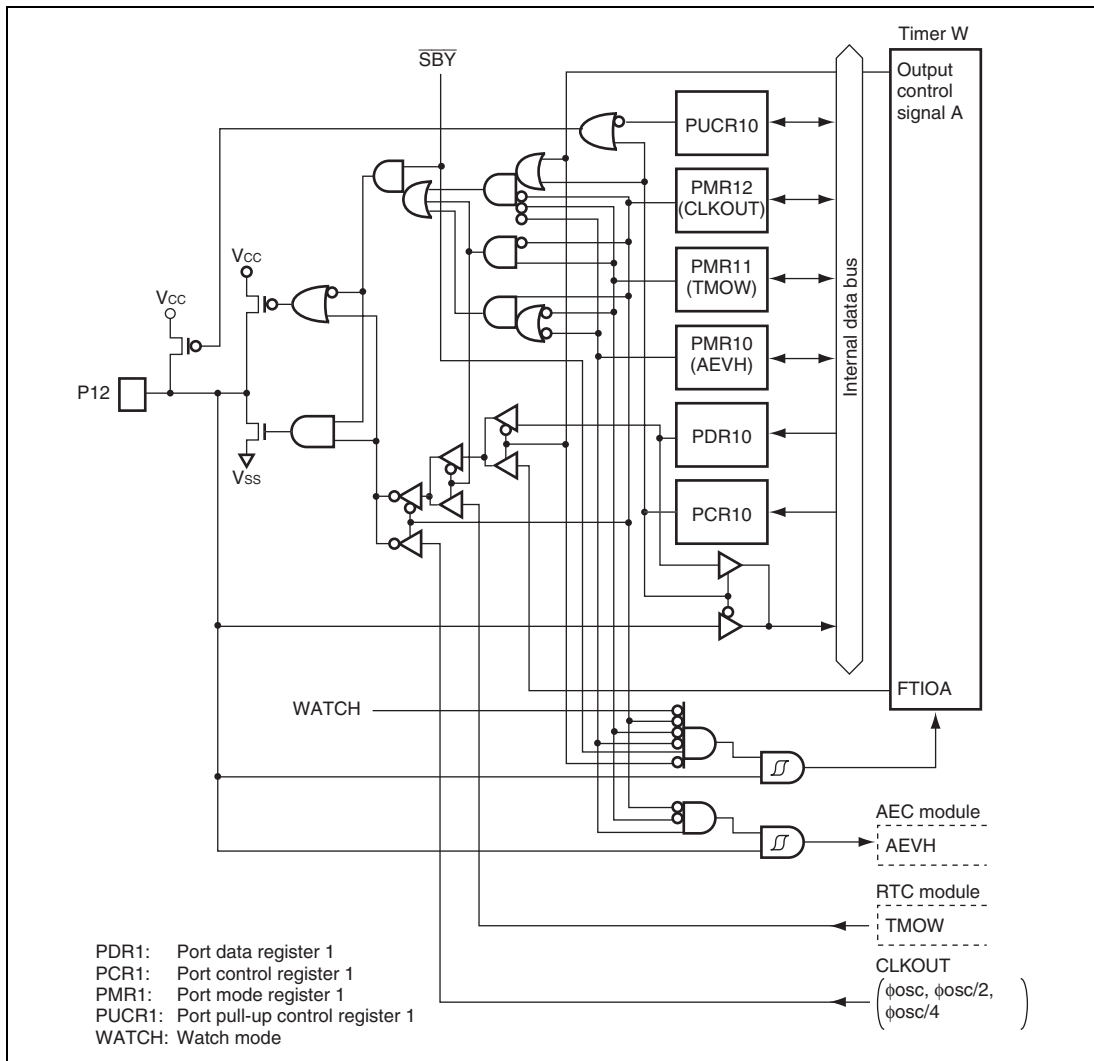 Timer W
SBY
Output
control
signal A
PUCR10
PMR12
(CLKOUT)
PMR11
(TMOW)
PMR10
(AEVH)
PDR10
PCR10
Internal data bus
VCC
VCC
P12
VSS
FTIOA
WATCH
AEC module
AEVH
RTC module
TMOW
CLKOUT
(φosc, φosc/2,
φosc/4)
PDR1: Port data register 1
PCR1: Port control register 1
PMR1: Port mode register 1
PUCR1: Port pull-up control register 1
WATCH: Watch mode